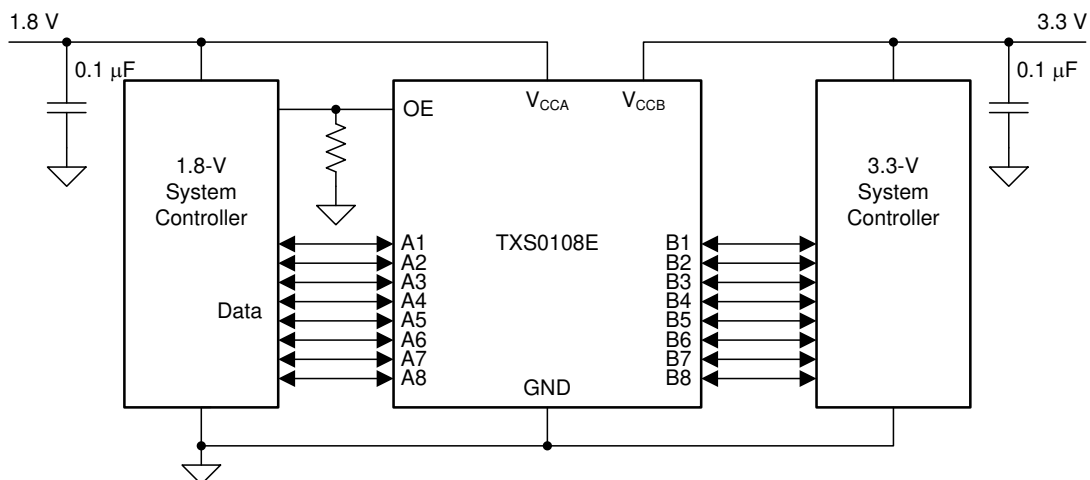 1.8 V
3.3 V
0.1 μF
0.1 μF
VCCA
VCCB
OE
1.8-V
System
Controller
3.3-V
System
Controller
TXS0108E
Data
A1
A2
A3
A4
A5
A6
A7
A8
B1
B2
B3
B4
B5
B6
B7
B8
GND